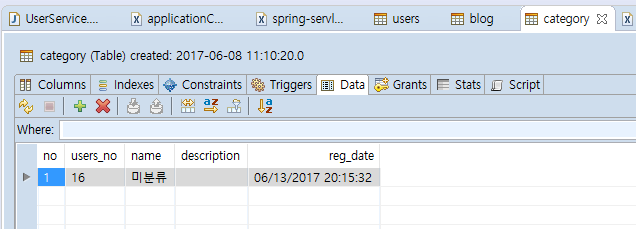 UserService.... applicationC... spring-servl... users blog category
category (Table) created: 2017-06-08 11:10:20.0
Columns Indexes Constraints Triggers Data Grants Stats Script
Where:
no users_no name description reg_date
1 16 미분류 06/13/2017 20:15:32